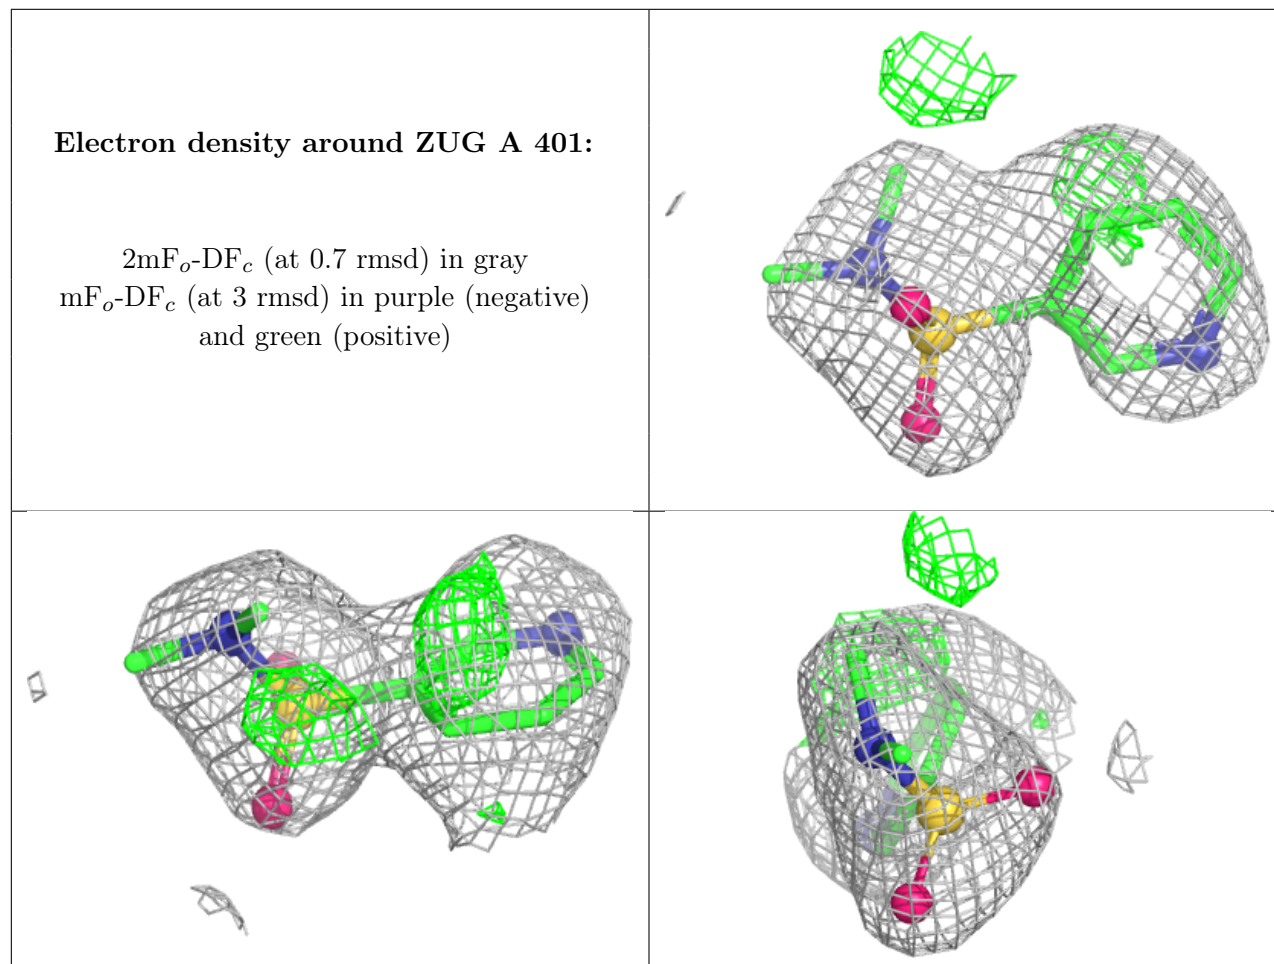 Electron density around ZUG A 401:
2mFo-DFc (at 0.7 rmsd) in gray
mFo-DFc (at 3 rmsd) in purple (negative)
and green (positive)